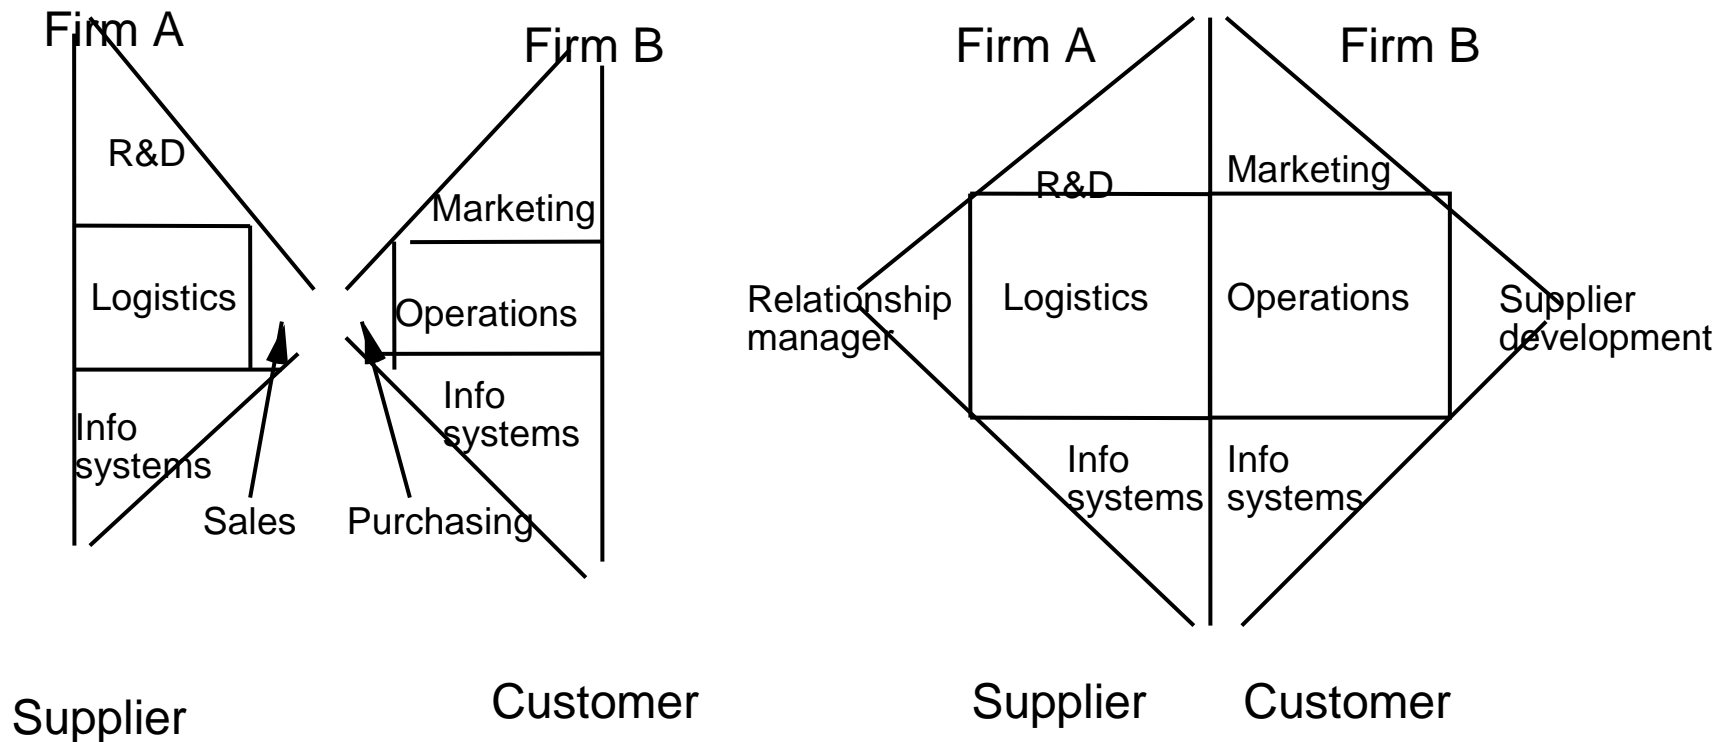 Firm A
Firm B
R&D
Marketing
Logistics
Operations
Info
systems
Info
systems
Sales
Purchasing
Supplier
Customer
Firm A
Firm B
R&D
Marketing
Relationship
manager
Logistics
Operations
Supplier
development
Info
systems
Info
systems
Supplier
Customer